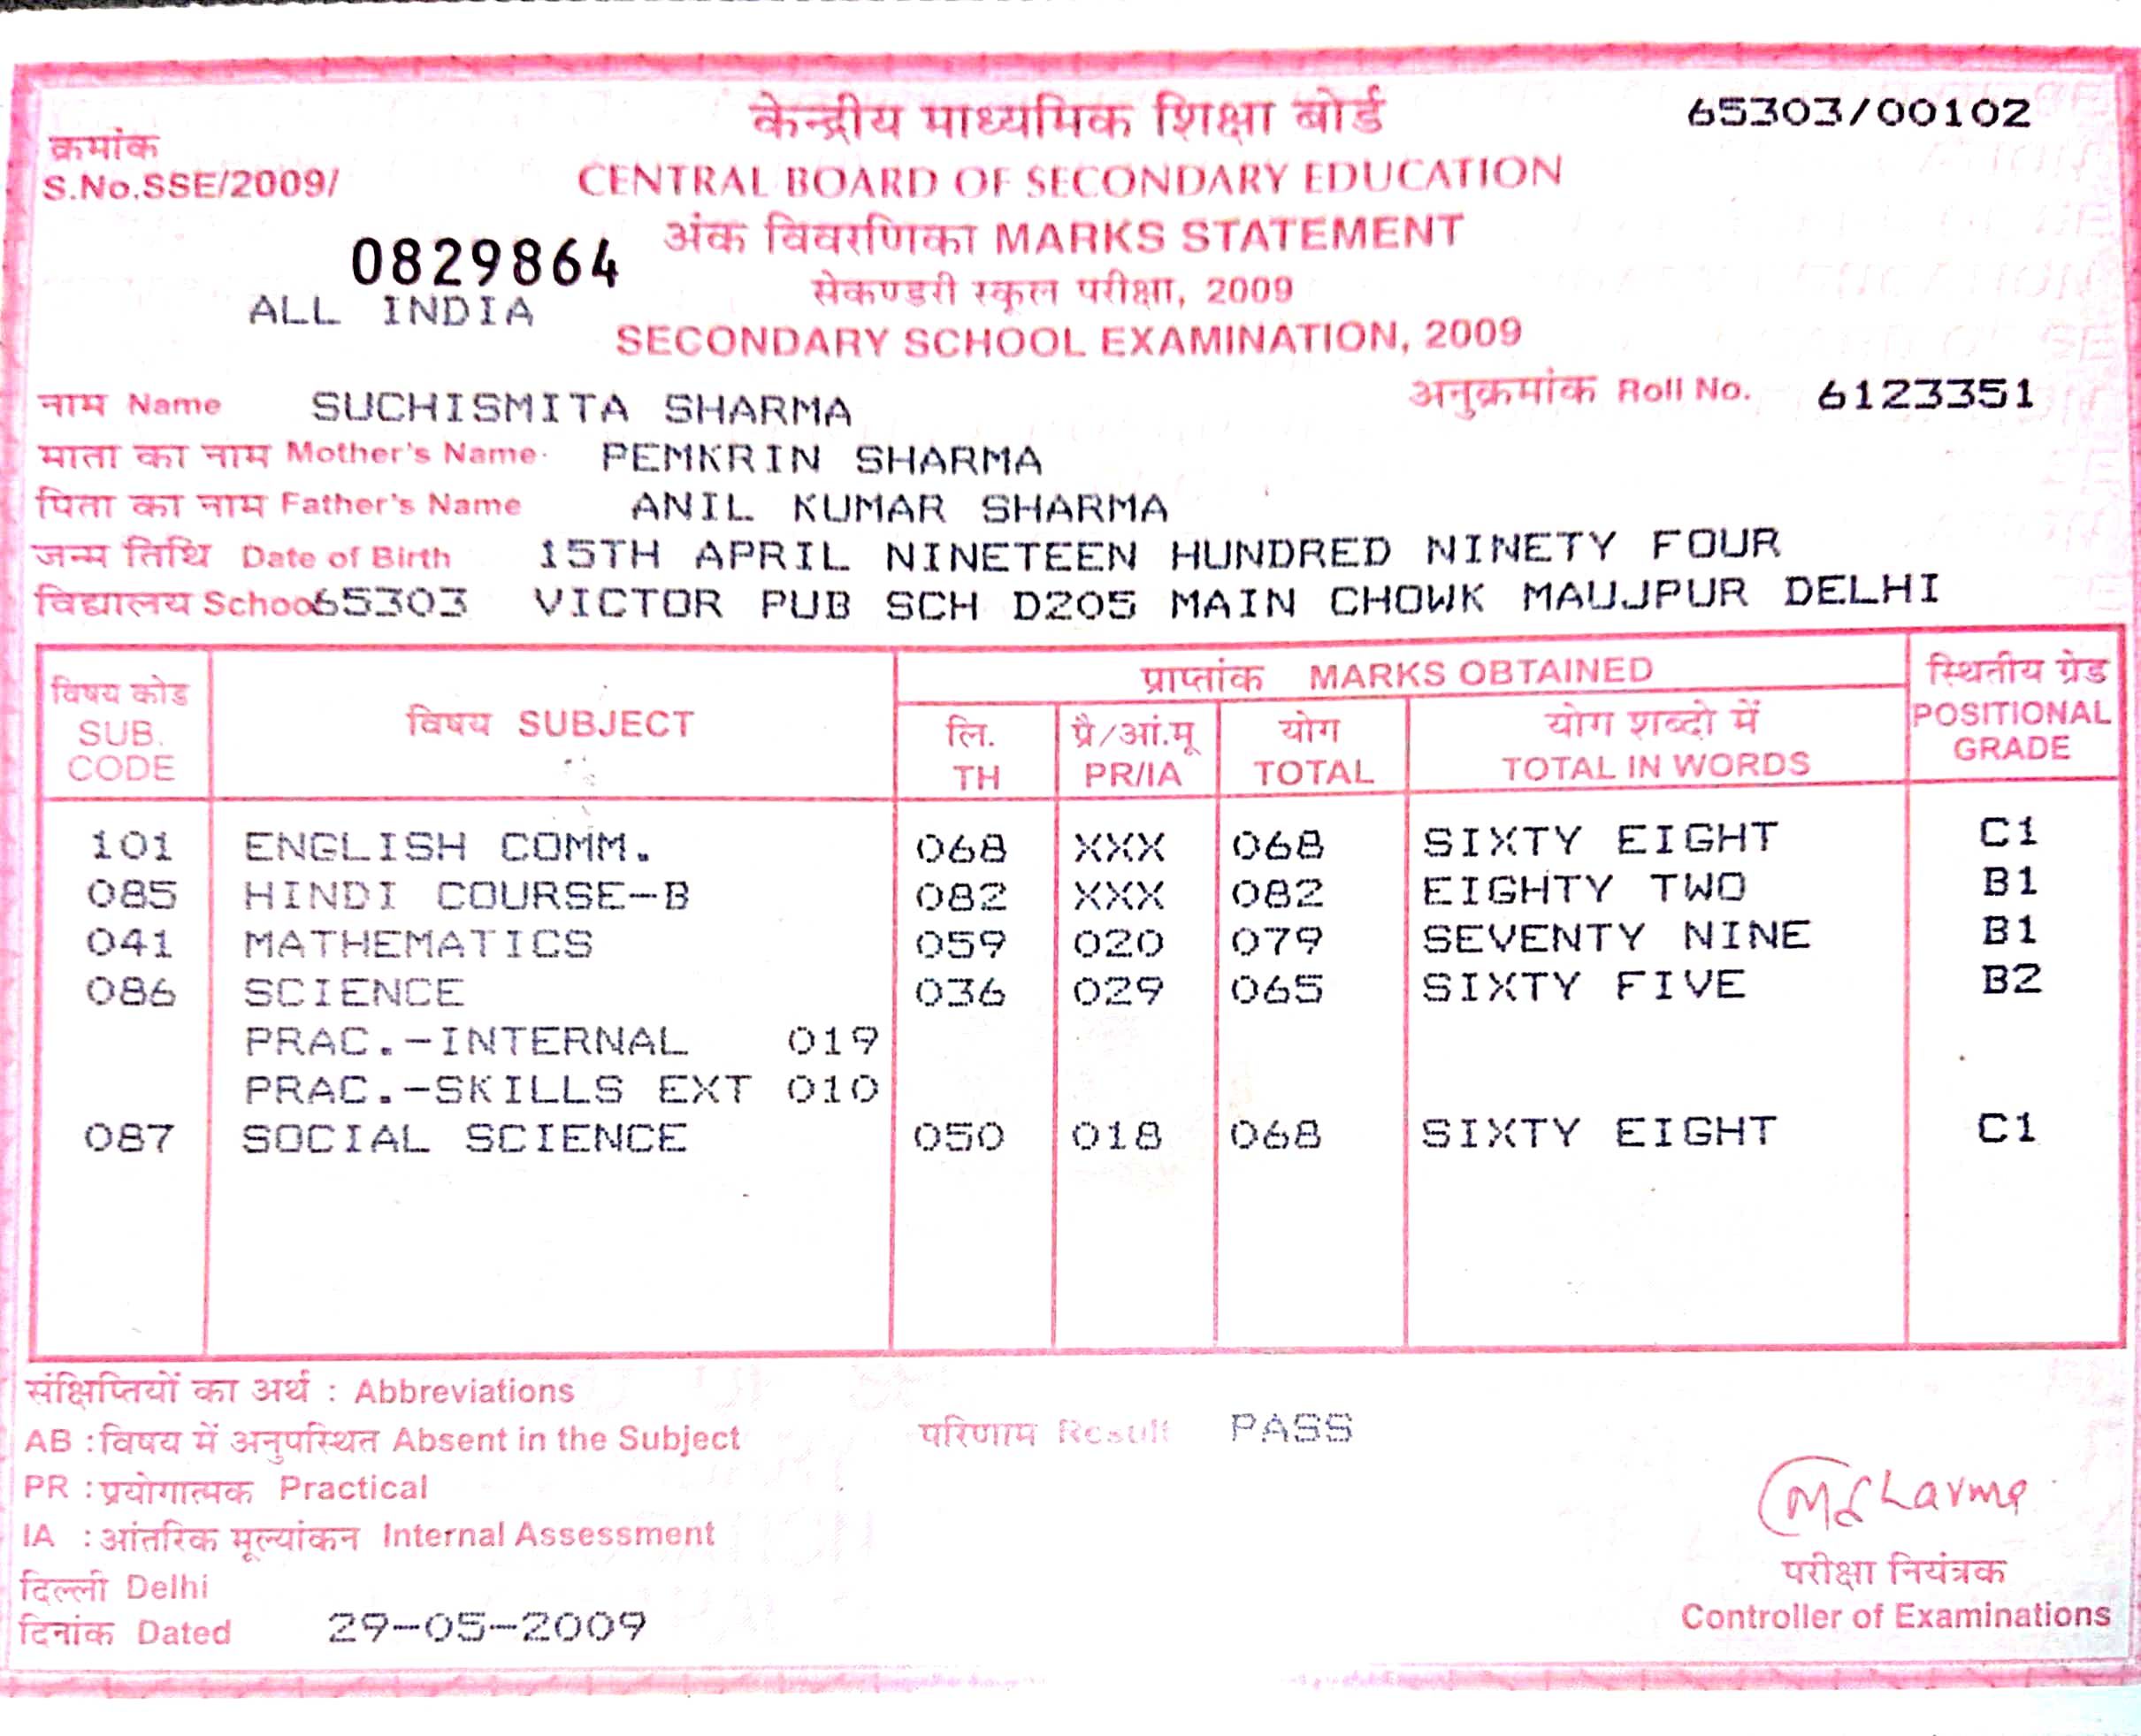 केन्द्रीय माध्यमिक शिक्षा बोर्ड 65303/00102
क्रमांक
S.No.SSE/2009/ CENTRAL BOARD OF SECONDARY EDUCATION
0829864 अंक विवरणिका MARKS STATEMENT
ALL INDIA सेकण्डरी स्कूल परीक्षा, 2009
SECONDARY SCHOOL EXAMINATION, 2009
नाम Name SUCHISMITA SHARMA अनुक्रमांक Roll No. 6123351
माता का नाम Mother's Name PEMKRIN SHARMA
पिता का नाम Father's Name ANIL KUMAR SHARMA
जन्म तिथि Date of Birth 15TH APRIL NINETEEN HUNDRED NINETY FOUR
विद्यालय School 65303 VICTOR PUB SCH D205 MAIN CHOWK MAUJPUR DELHI
विषय कोड SUB. CODE विषय SUBJECT प्राप्तांक MARKS OBTAINED स्थितीय ग्रेड POSITIONAL GRADE
लि. TH प्रै/आं.मू PR/IA योग TOTAL योग शब्दो में TOTAL IN WORDS
101 ENGLISH COMM. 068 XXX 068 SIXTY EIGHT C1
085 HINDI COURSE-B 082 XXX 082 EIGHTY TWO B1
041 MATHEMATICS 059 020 079 SEVENTY NINE B1
086 SCIENCE 036 029 065 SIXTY FIVE B2
PRAC.-INTERNAL 019
PRAC.-SKILLS EXT 010
087 SOCIAL SCIENCE 050 018 068 SIXTY EIGHT C1
संक्षिप्तियों का अर्थ : Abbreviations
AB : विषय में अनुपस्थित Absent in the Subject परिणाम Result PASS
PR : प्रयोगात्मक Practical
IA : आंतरिक मूल्यांकन Internal Assessment
MSharma
दिल्ली Delhi परीक्षा नियंत्रक
दिनांक Dated 29-05-2009 Controller of Examinations